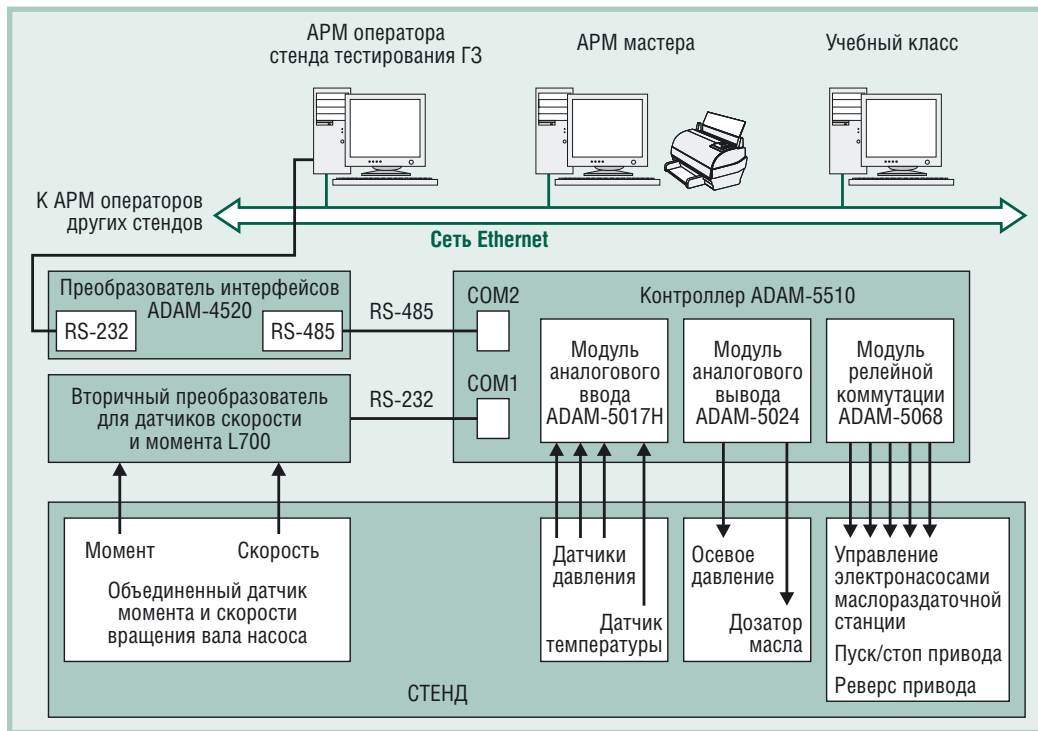 АРМ оператора
стенда тестирования ГЗ
АРМ мастера
Учебный класс
К АРМ операторов
других стендов
Сеть Ethernet
Преобразователь интерфейсов
ADAM-4520
RS-232
RS-485
RS-485
COM2
Контроллер ADAM-5510
Модуль
аналогового
ввода
ADAM-5017H
Модуль
аналогового
вывода
ADAM-5024
Модуль
релейной
коммутации
ADAM-5068
Вторичный преобразователь
для датчиков скорости
и момента L700
RS-232
COM1
Момент
Скорость
Объединенный датчик
момента и скорости
вращения вала насоса
Датчики
давления
Датчик
температуры
Осевое
давление
Дозатор
масла
Управление
электронасосами
маслораздаточной
станции
Пуск/стоп привода
Реверс привода
СТЕНД